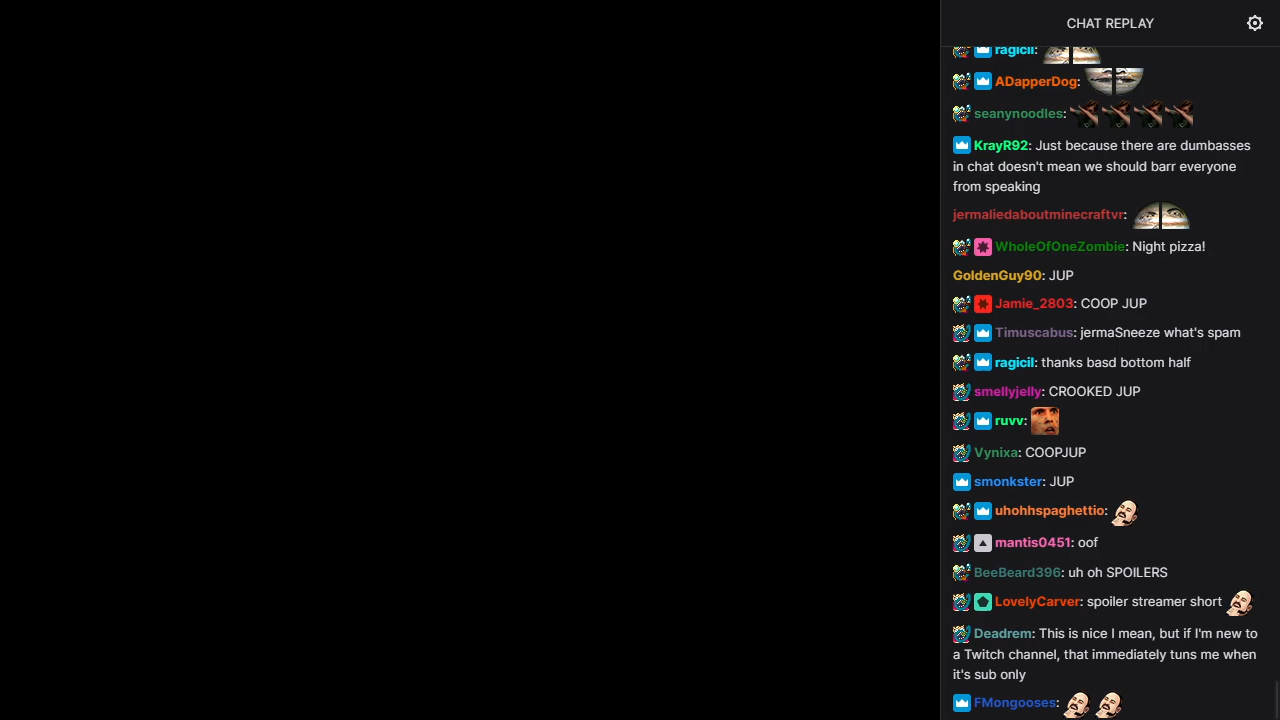 CHAT REPLAY
ragicil:
ADapperDog:
seanynoodles:
KrayR92: Just because there are dumbasses
in chat doesn't mean we should barr everyone
from speaking
jermaliedaboutminecraftvr:
WholeOfOneZombie: Night pizza!
GoldenGuy90: JUP
Jamie_2803: COOP JUP
Timuscabus: jermaSneeze what's spam
ragicil: thanks basd bottom half
smellyjelly: CROOKED JUP
ruvv:
Vynixa: COOPJUP
smonkster: JUP
uhohhspaghettio:
mantis0451: oof
BeeBeard396: uh oh SPOILERS
LovelyCarver: spoiler streamer short
Deadrem: This is nice I mean, but if I'm new to
a Twitch channel, that immediately tuns me when
it's sub only
FMongooses: